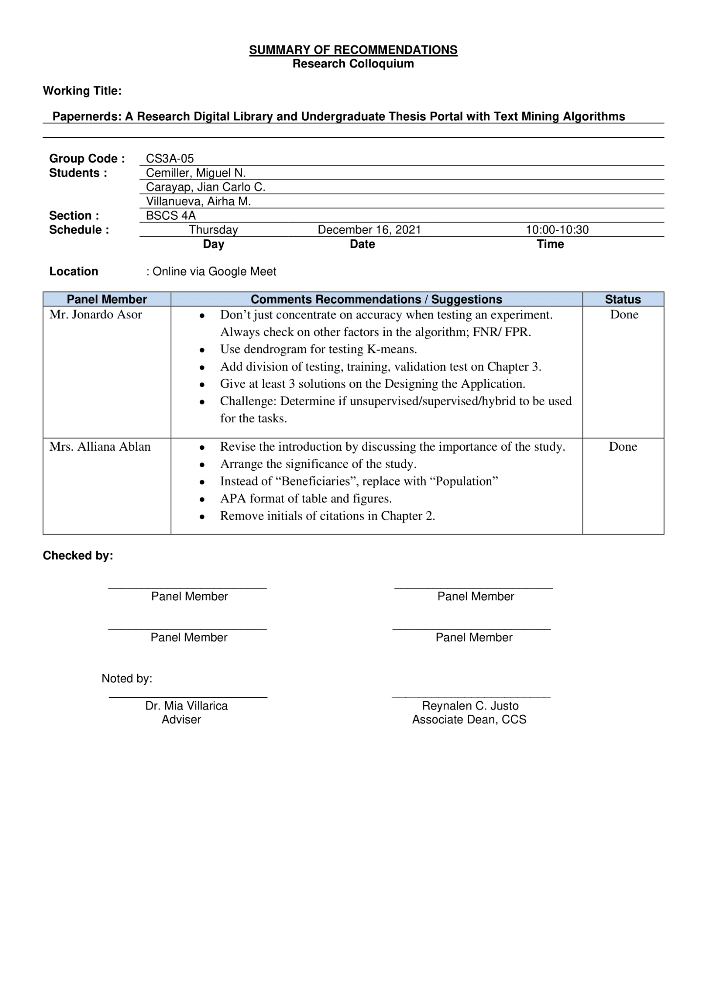 SUMMARY OF RECOMMENDATIONS
Research Colloquium
Working Title:
Papernerds: A Research Digital Library and Undergraduate Thesis Portal with Text Mining Algorithms
Group Code : CS3A-05
Students : Cemiller, Miguel N.
Carayap, Jian Carlo C.
Villanueva, Airha M.
Section : BSCS 4A
Schedule : Thursday December 16, 2021 10:00-10:30
Day Date Time
Location : Online via Google Meet
Panel Member Comments Recommendations / Suggestions Status
Mr. Jonardo Asor • Don’t just concentrate on accuracy when testing an experiment. Done
Always check on other factors in the algorithm; FNR/ FPR.
• Use dendrogram for testing K-means.
• Add division of testing, training, validation test on Chapter 3.
• Give at least 3 solutions on the Designing the Application.
• Challenge: Determine if unsupervised/supervised/hybrid to be used
for the tasks.
Mrs. Alliana Ablan • Revise the introduction by discussing the importance of the study. Done
• Arrange the significance of the study.
• Instead of “Beneficiaries”, replace with “Population”
• APA format of table and figures.
• Remove initials of citations in Chapter 2.
Checked by:
Panel Member Panel Member
Panel Member Panel Member
Noted by:
Dr. Mia Villarica Reynalen C. Justo
Adviser Associate Dean, CCS